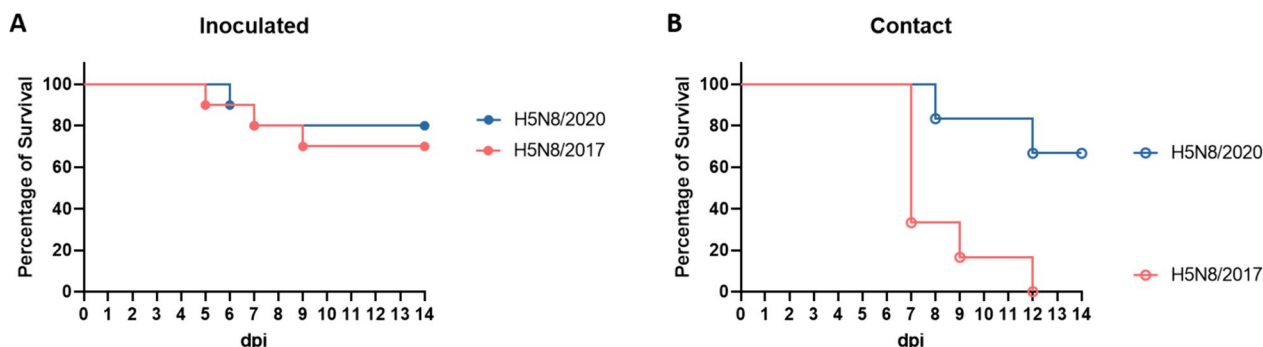 A
Inoculated
Percentage of Survival
100
80
60
40
20
0
0 1 2 3 4 5 6 7 8 9 10 11 12 13 14
dpi
H5N8/2020
H5N8/2017
B
Contact
Percentage of Survival
100
80
60
40
20
0
0 1 2 3 4 5 6 7 8 9 10 11 12 13 14
dpi
H5N8/2020
H5N8/2017